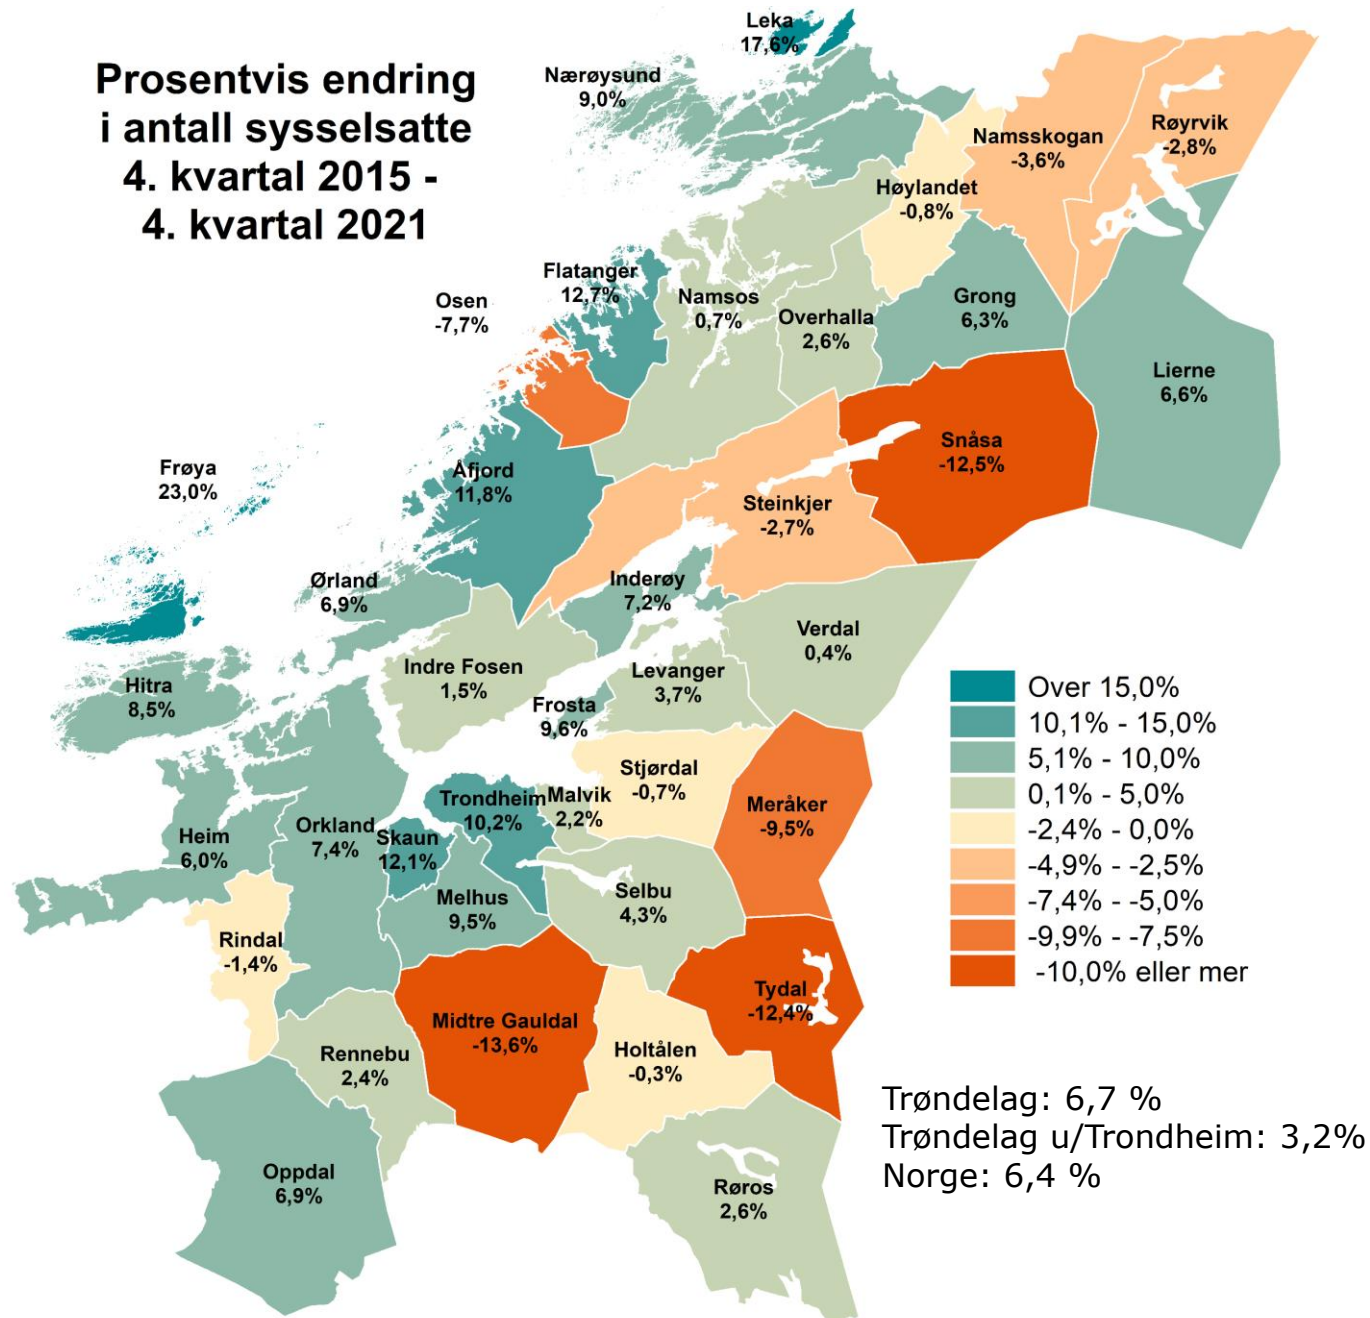 Prosentvis endring
i antall sysselsatte
4. kvartal 2015 -
4. kvartal 2021
Leka
17,6%
Nærøysund
9,0%
Namsskogan
-3,6%
Røyrvik
-2,8%
Høylandet
-0,8%
Flatanger
12,7%
Osen
-7,7%
Namsos
0,7%
Overhalla
2,6%
Grong
6,3%
Lierne
6,6%
Snåsa
-12,5%
Frøya
23,0%
Åfjord
11,8%
Steinkjer
-2,7%
Ørland
6,9%
Inderøy
7,2%
Verdal
0,4%
Indre Fosen
1,5%
Levanger
3,7%
Hitra
8,5%
Frosta
9,6%
Stjørdal
-0,7%
Meråker
-9,5%
Trondheim
10,2%
Malvik
2,2%
Heim
6,0%
Orkland
7,4%
Skaun
12,1%
Melhus
9,5%
Selbu
4,3%
Rindal
-1,4%
Tydal
-12,4%
Midtre Gauldal
-13,6%
Holtålen
-0,3%
Rennebu
2,4%
Oppdal
6,9%
Røros
2,6%
Over 15,0%
10,1% - 15,0%
5,1% - 10,0%
0,1% - 5,0%
-2,4% - 0,0%
-4,9% - -2,5%
-7,4% - -5,0%
-9,9% - -7,5%
-10,0% eller mer
Trøndelag: 6,7 %
Trøndelag u/Trondheim: 3,2%
Norge: 6,4 %